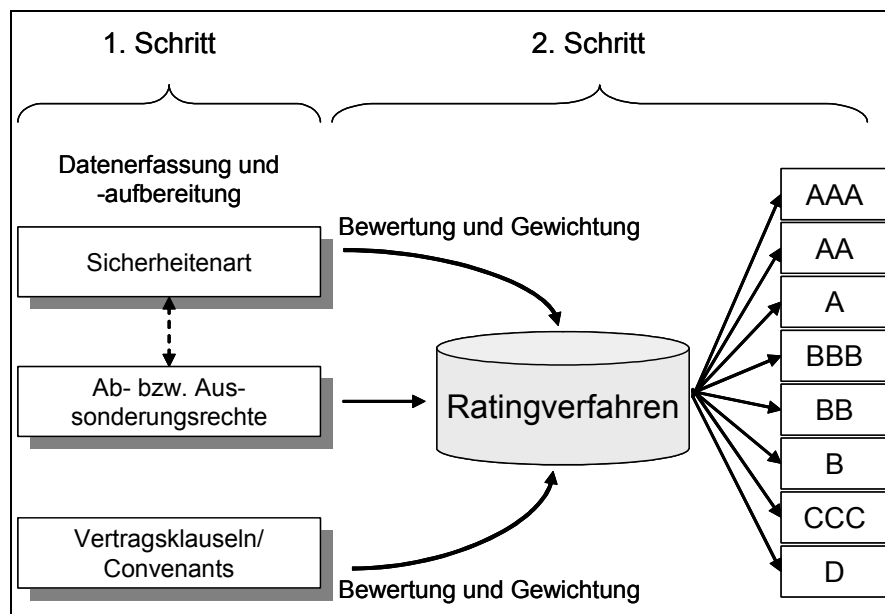 1. Schritt
2. Schritt
Datenerfassung und
-aufbereitung
Bewertung und Gewichtung
Sicherheitenart
Ab- bzw. Aus-
sonderungsrechte
Vertragsklauseln/
Convenants
Bewertung und Gewichtung
Ratingverfahren
AAA
AA
A
BBB
BB
B
CCC
D